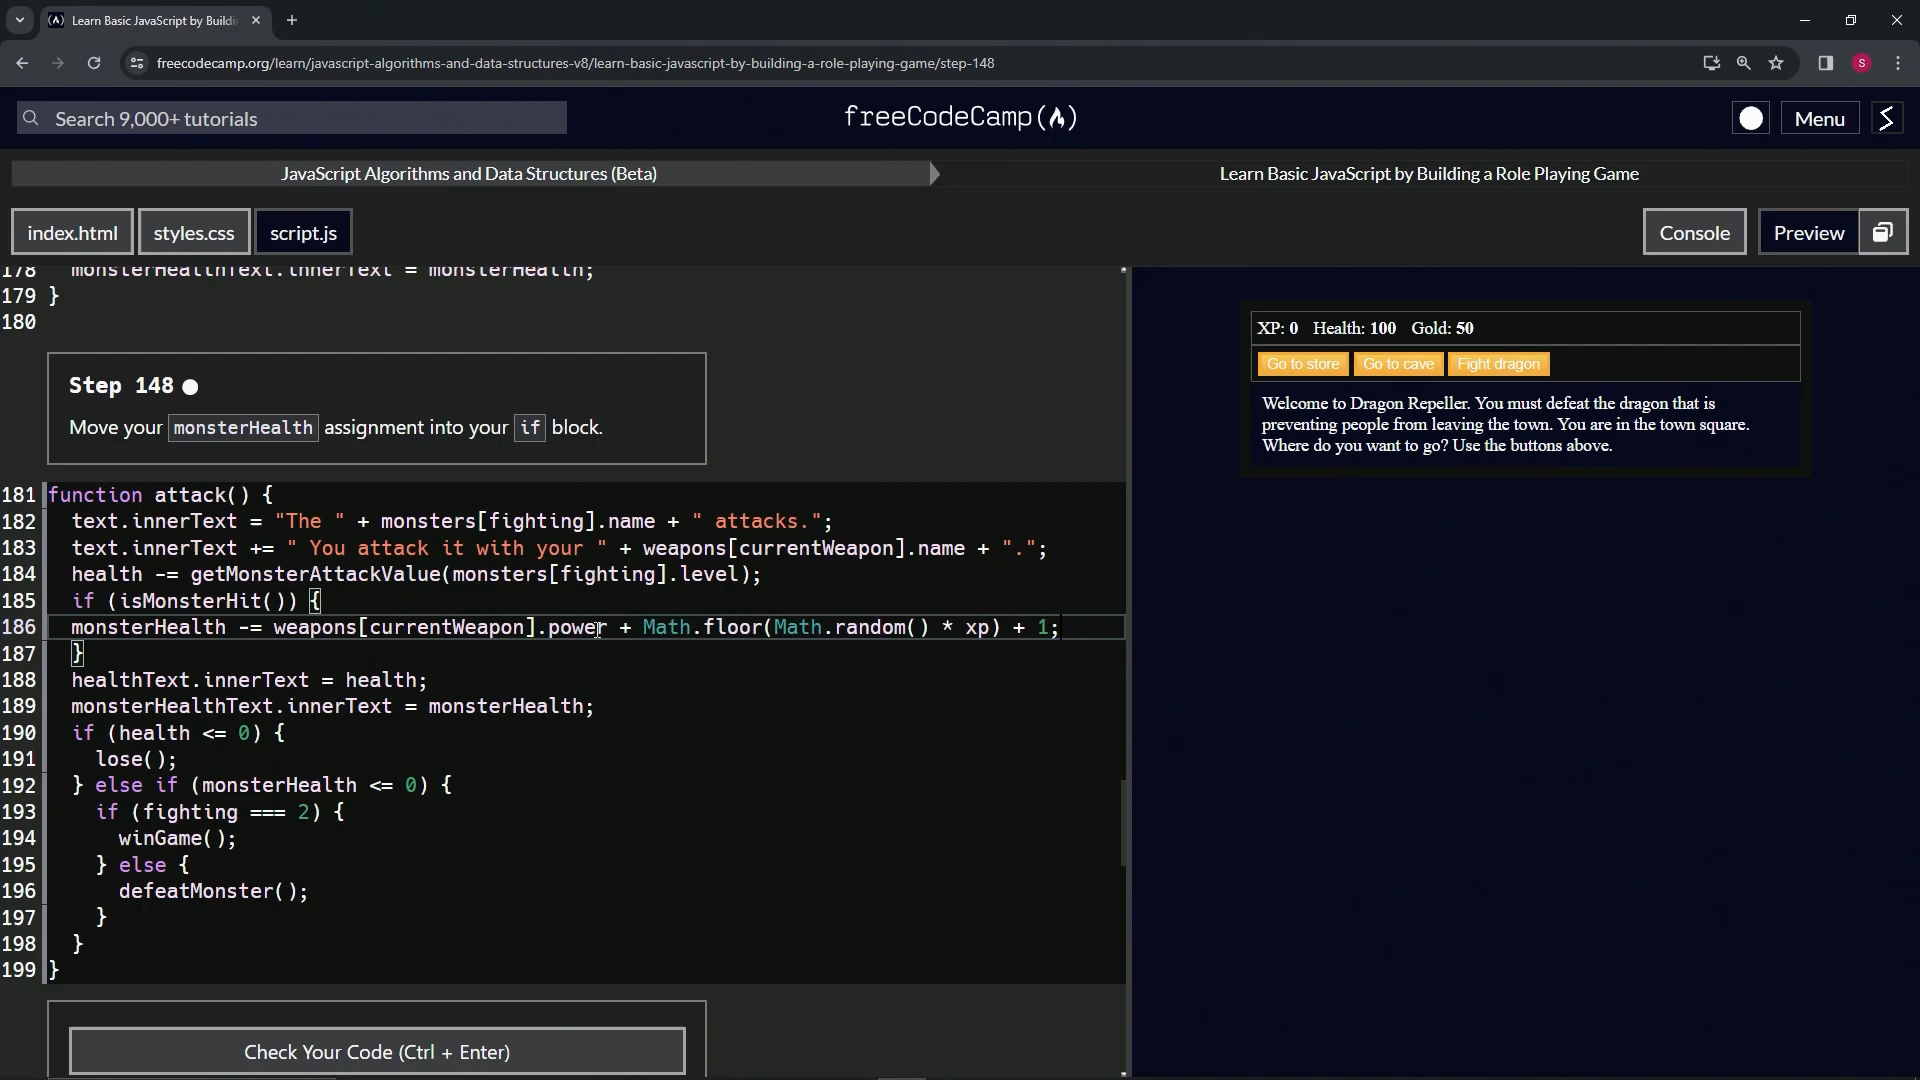 Learn Basic JavaScript by Buildi
freecodecamp.org/learn/javascript-algorithms-and-data-structures-v8/learn-basic-javascript-by-building-a-role-playing-game/step-148
S
Search 9,000+ tutorials
freeCodeCamp
Menu
JavaScript Algorithms and Data Structures (Beta)
Learn Basic JavaScript by Building a Role Playing Game
index.html
styles.css
script.js
Console
Preview
178 monsterHealthText.innerText = monsterHealth;
179 }
180
Step 148
Move your monsterHealth assignment into your if block.
181 function attack() {
182 text.innerText = "The " + monsters[fighting].name + " attacks.";
183 text.innerText += " You attack it with your " + weapons[currentWeapon].name + ".";
184 health -= getMonsterAttackValue(monsters[fighting].level);
185 if (isMonsterHit()) {
186 monsterHealth -= weapons[currentWeapon].power + Math.floor(Math.random() * xp) + 1;
187 }
188 healthText.innerText = health;
189 monsterHealthText.innerText = monsterHealth;
190 if (health <= 0) {
191 lose();
192 } else if (monsterHealth <= 0) {
193 if (fighting === 2) {
194 winGame();
195 } else {
196 defeatMonster();
197 }
198 }
199 }
Check Your Code (Ctrl + Enter)
XP: 0 Health: 100 Gold: 50
Go to store Go to cave Fight dragon
Welcome to Dragon Repeller. You must defeat the dragon that is
preventing people from leaving the town. You are in the town square.
Where do you want to go? Use the buttons above.